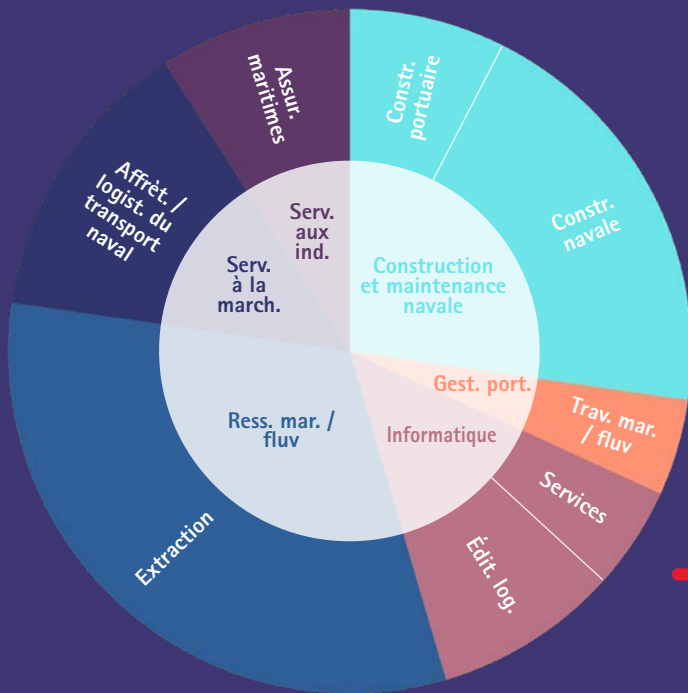 Constr.
portuaire
Constr.
navale
Trav. mar.
/ fluv
Services
Édit. log.
Extraction
Affrèt. /
logist. du
transport
naval
Assur.
maritimes
Construction
et maintenance
navale
Gest. port.
Informatique
Ress. mar. /
fluv
Serv.
à la
march.
Serv.
aux
ind.